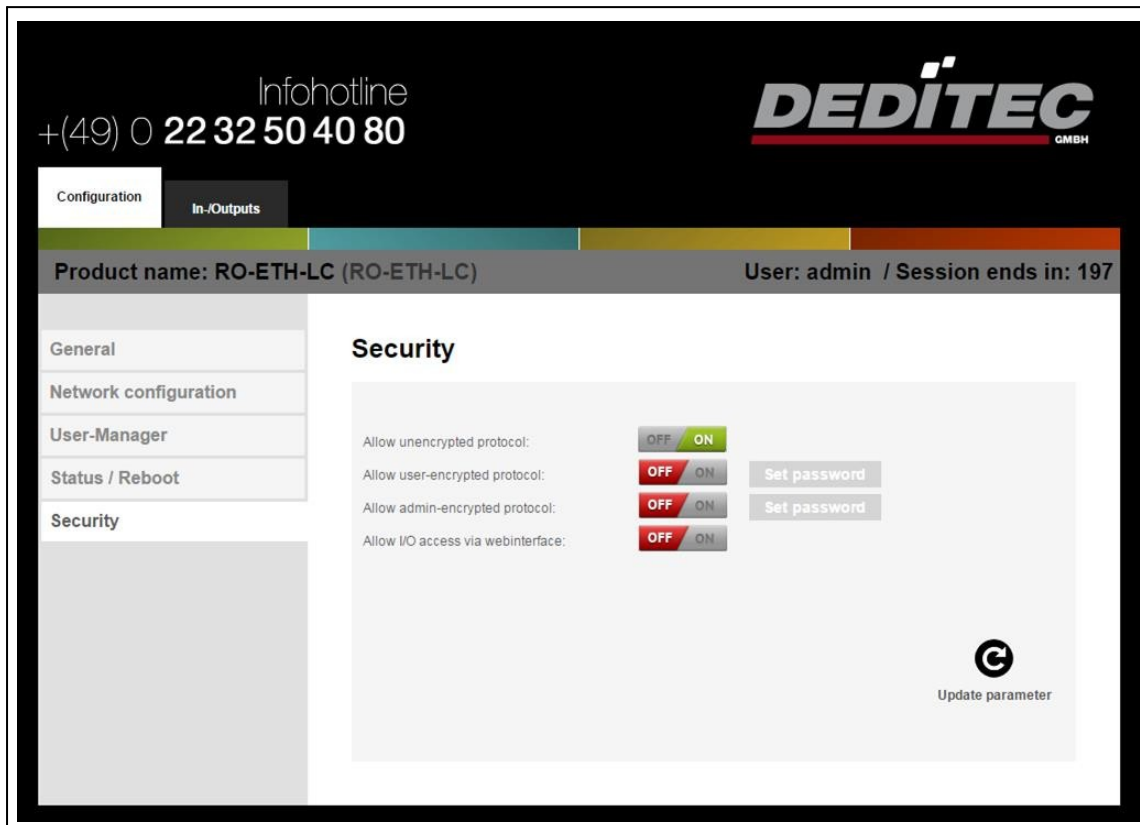 Infohotline
+(49) 0 22 32 50 40 80
DEDITEC
GMBH
Configuration
In-/Outputs
Product name: RO-ETH-LC (RO-ETH-LC)
User: admin / Session ends in: 197
General
Network configuration
User-Manager
Status / Reboot
Security
Security
Allow unencrypted protocol: OFF ON
Allow user-encrypted protocol: OFF ON Set password
Allow admin-encrypted protocol: OFF ON Set password
Allow I/O access via webinterface: OFF ON
Update parameter